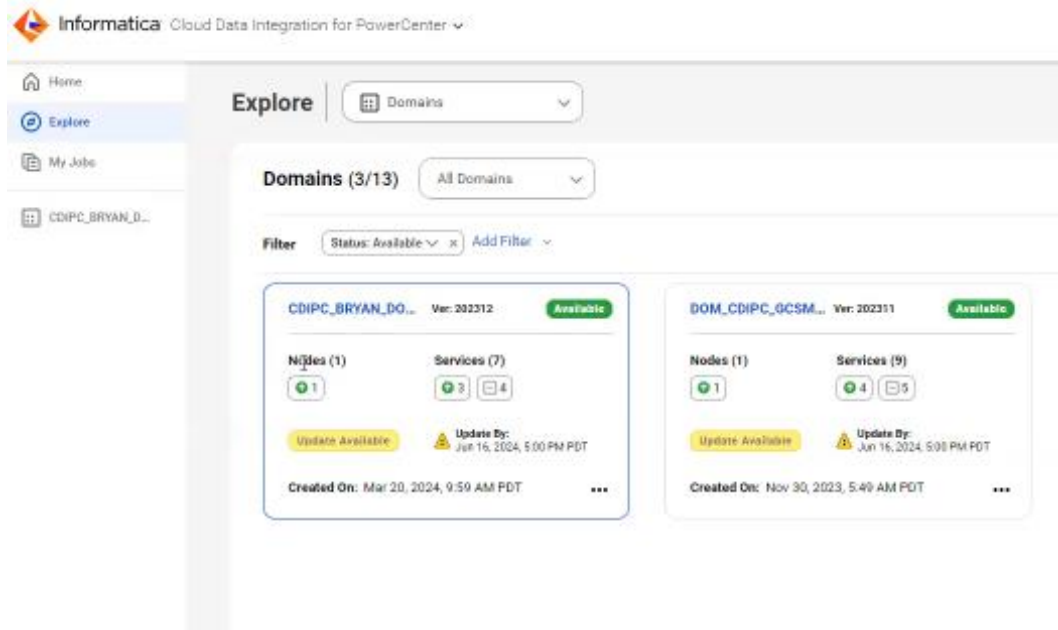 Informatica Cloud Data Integration for PowerCenter
Home
Explore
My Jobs
CDIPC_BRYAN_D...
Explore
Domains
Domains (3/13)
All Domains
Filter
Status: Available
x
Add Filter
CDIPC_BRYAN_DO...
Ver: 202312
Available
Nodes (1)
Services (7)
1
3
4
Update Available
Update By:
Jun 16, 2024, 5:00 PM PDT
Created On: Mar 20, 2024, 9:59 AM PDT
...
DOM_CDIPC_GCSM...
Ver: 202311
Available
Nodes (1)
Services (9)
1
4
5
Update Available
Update By:
Jun 16, 2024, 5:00 PM PDT
Created On: Nov 30, 2023, 5:49 AM PDT
...